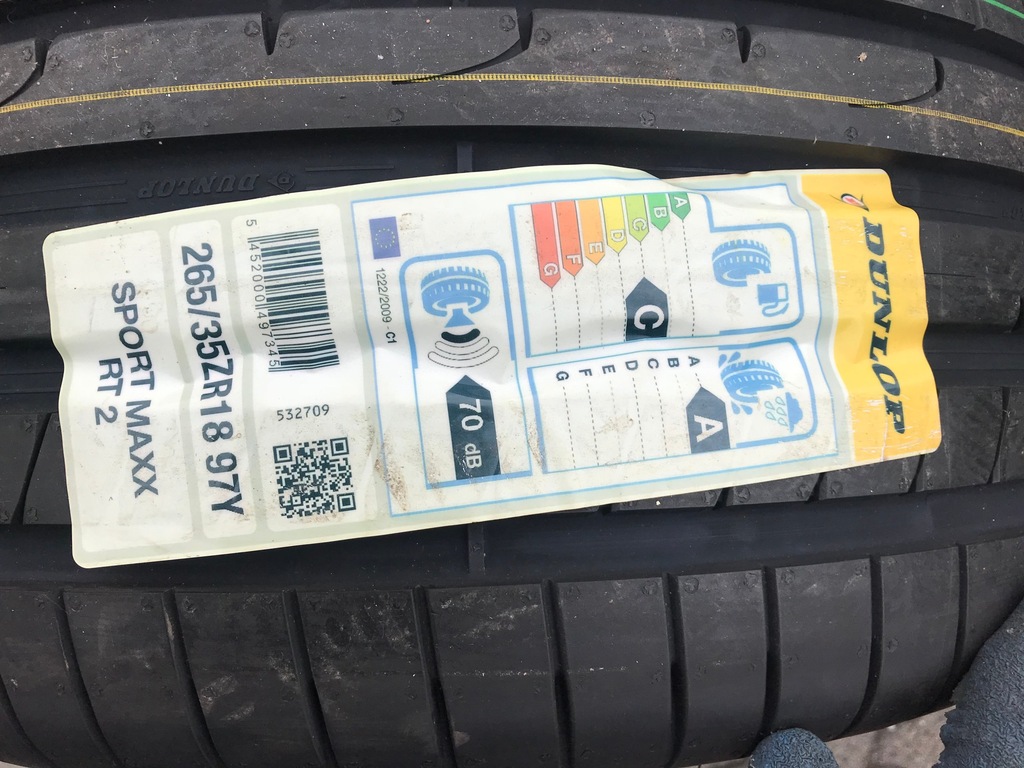 DUNLOP
DUNLOP
A
B
C
D
E
F
G
C
A
B
C
D
E
F
G
A
70 dB
1222/2009 - C1
5 452000 497345
532709
265/35ZR18 97Y
SPORT MAXX
RT 2